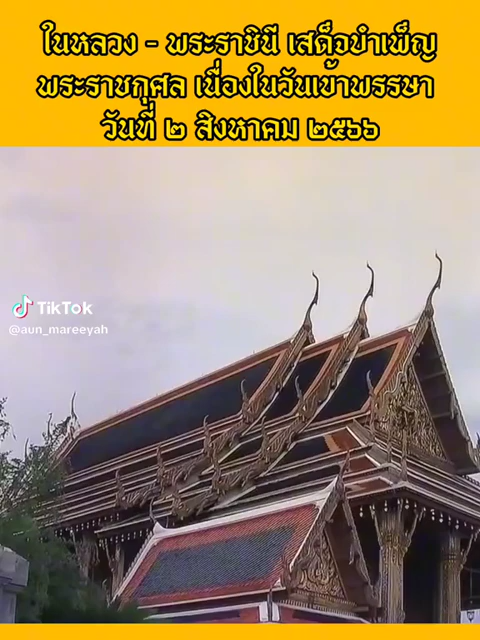 ในหลวง - พระราชินี เสด็จบำเพ็ญ
พระราชกุศล เนื่องในวันเข้าพรรษา
วันที่ ๒ สิงหาคม ๒๕๖๖
TikTok
@aun_mareeyah